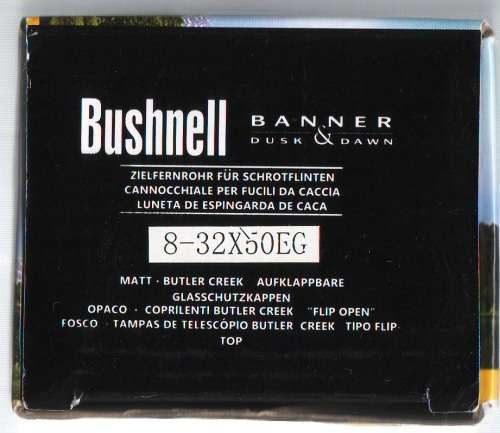 Bushnell BANNER
DUSK & DAWN
ZIELFERNROHR FÜR SCHROTFLINTEN
CANNOCCHIALE PER FUCILI DA CACCIA
LUNETA DE ESPINGARDA DE CACA
8-32X50EG
MATT · BUTLER CREEK AUFKLAPPBARE
GLASSCHUTZKAPPEN
OPACO · COPRILENTI BUTLER CREEK "FLIP OPEN"
FOSCO · TAMPAS DE TELESCÓPIO BUTLER CREEK TIPO FLIP
TOP